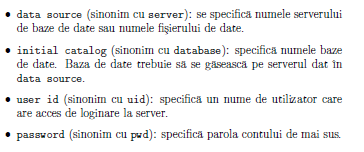 • data source (sinonim cu server): se specifică numele serverului
de baze de date sau numele fişierului de date.
• initial catalog (sinonim cu database): specifică numele baze
de date. Baza de date trebuie să se găsească pe serverul dat în
data source.
• user id (sinonim cu uid): specifică un nume de utilizator care
are acces de loginare la server.
• password (sinonim cu pwd): specifică parola contului de mai sus.